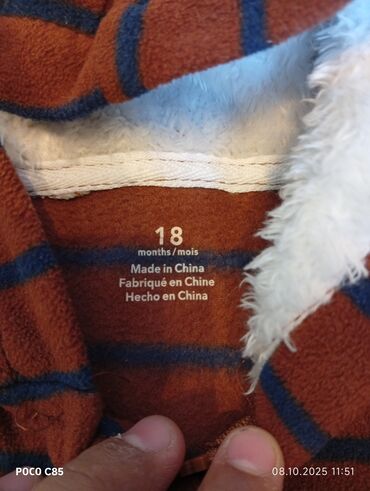 18
months/mois
Made in China
Fabriqué en Chine
Hecho en China
POCO C85
08.10.2025 11:51